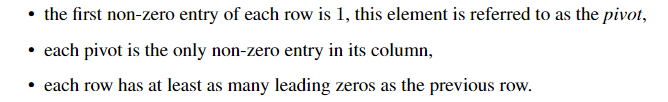 • the first non-zero entry of each row is 1, this element is referred to as the pivot,
• each pivot is the only non-zero entry in its column,
• each row has at least as many leading zeros as the previous row.